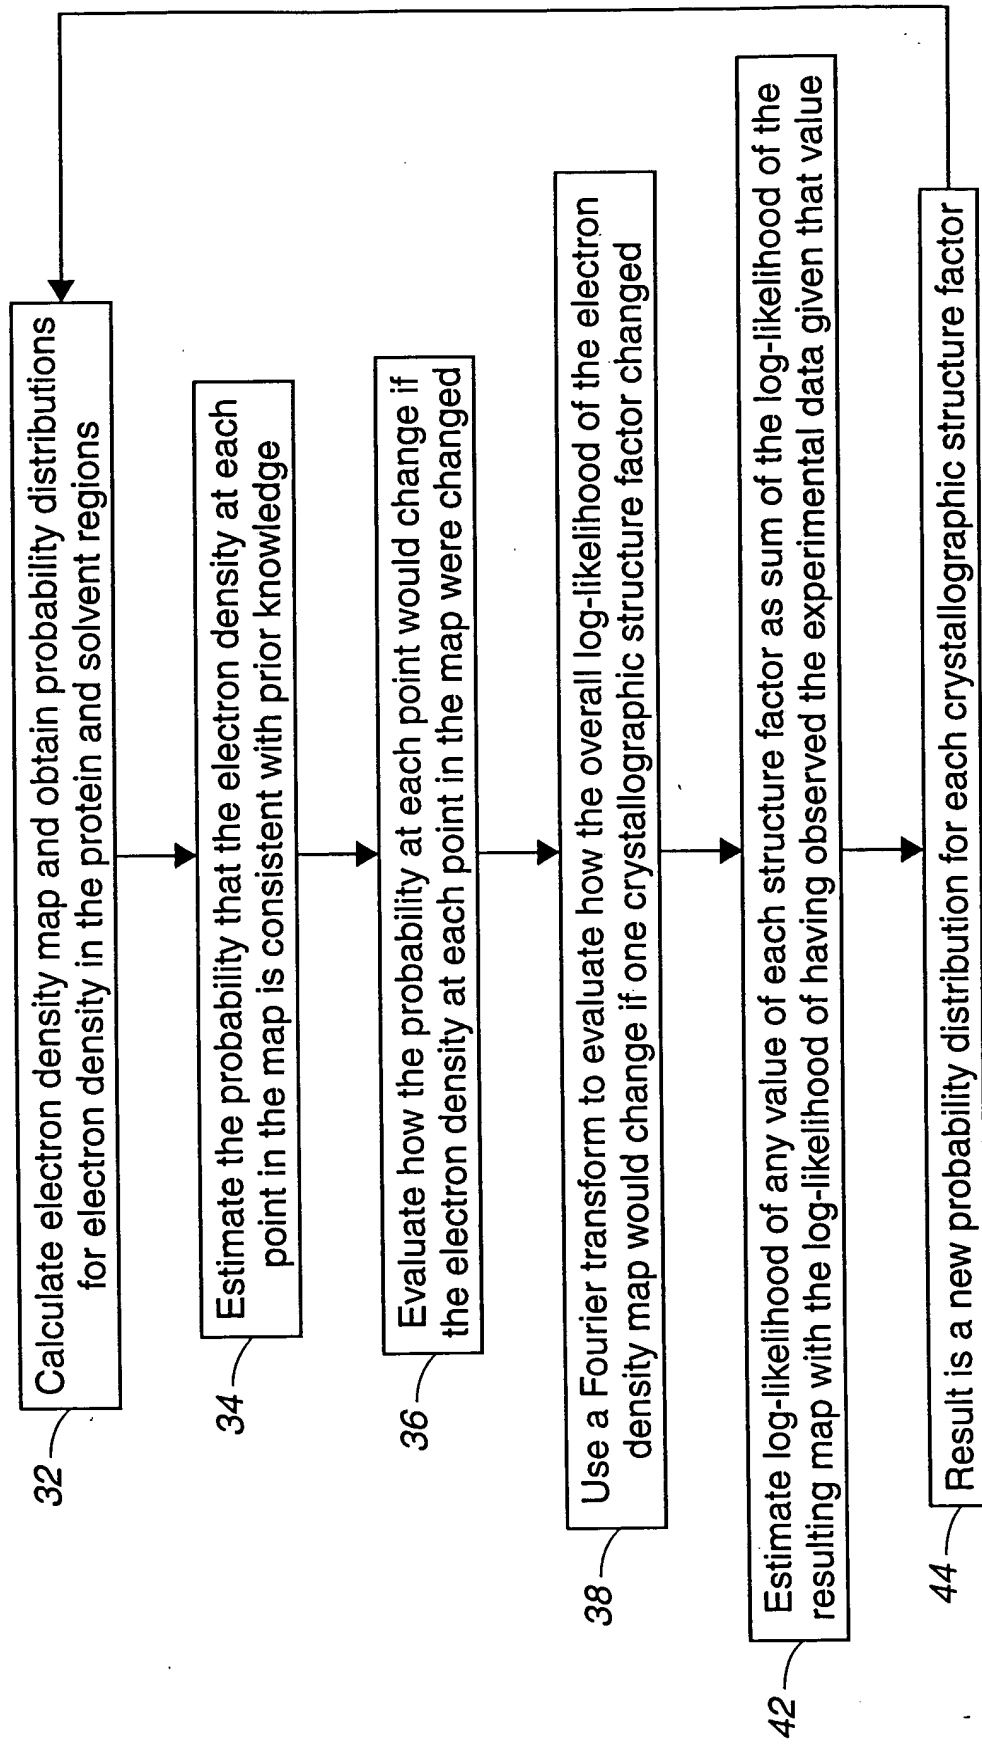 Calculate electron density map and obtain probability distributions
for electron density in the protein and solvent regions
32
Estimate the probability that the electron density at each
point in the map is consistent with prior knowledge
34
Evaluate how the probability at each point would change if
the electron density at each point in the map were changed
36
Use a Fourier transform to evaluate how the overall log-likelihood of the electron
density map would change if one crystallographic structure factor changed
38
Estimate log-likelihood of any value of each structure factor as sum of the log-likelihood of the
resulting map with the log-likelihood of having observed the experimental data given that value
42
Result is a new probability distribution for each crystallographic structure factor
44